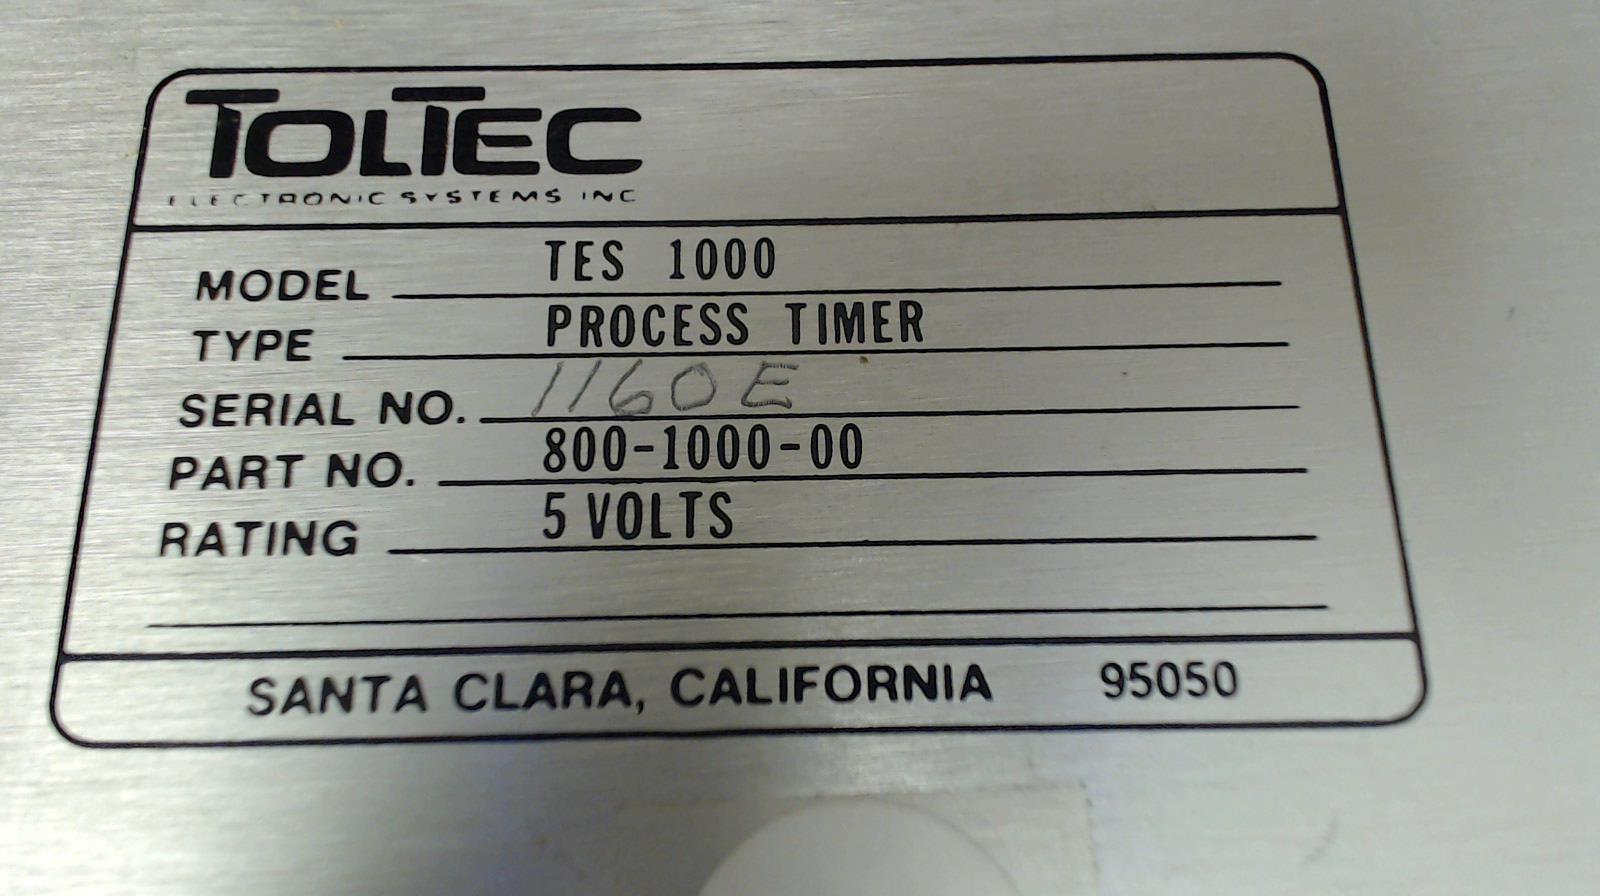 TOLTEC
ELECTRONIC SYSTEMS INC
MODEL TES 1000
TYPE PROCESS TIMER
SERIAL NO. 1160E
PART NO. 800-1000-00
RATING 5 VOLTS
SANTA CLARA, CALIFORNIA 95050